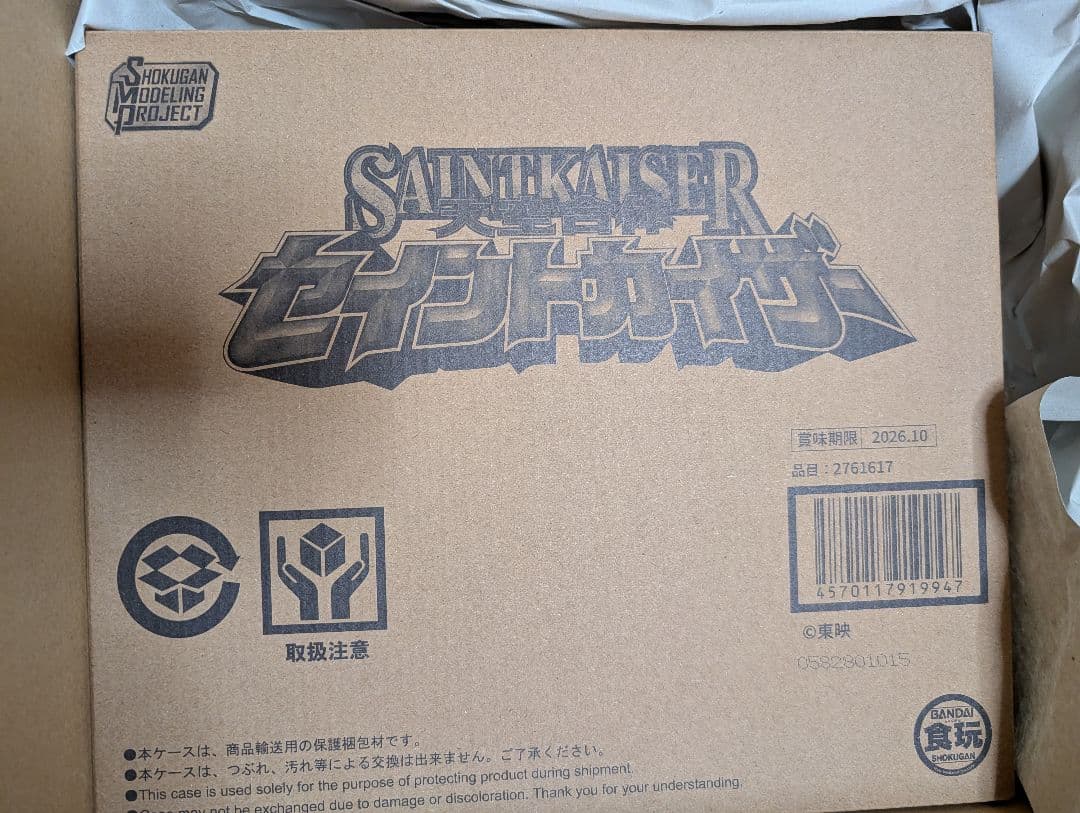 SHOKUGAN
MODELING
PROJECT
SAINTKAISER
天聖合体
セイントカイザー
賞味期限 2026.10
品目：2761617
4570117919947
©東映
0582801015
取扱注意
BANDAI
食玩
SHOKUGAN
●本ケースは、商品輸送用の保護梱包材です。
●本ケースは、つぶれ、汚れ等による交換は出来ません。ご了承ください。
●This case is used solely for the purpose of protecting product during shipment.
●Case may not be exchanged due to damage or discoloration. Thank you for your understanding.